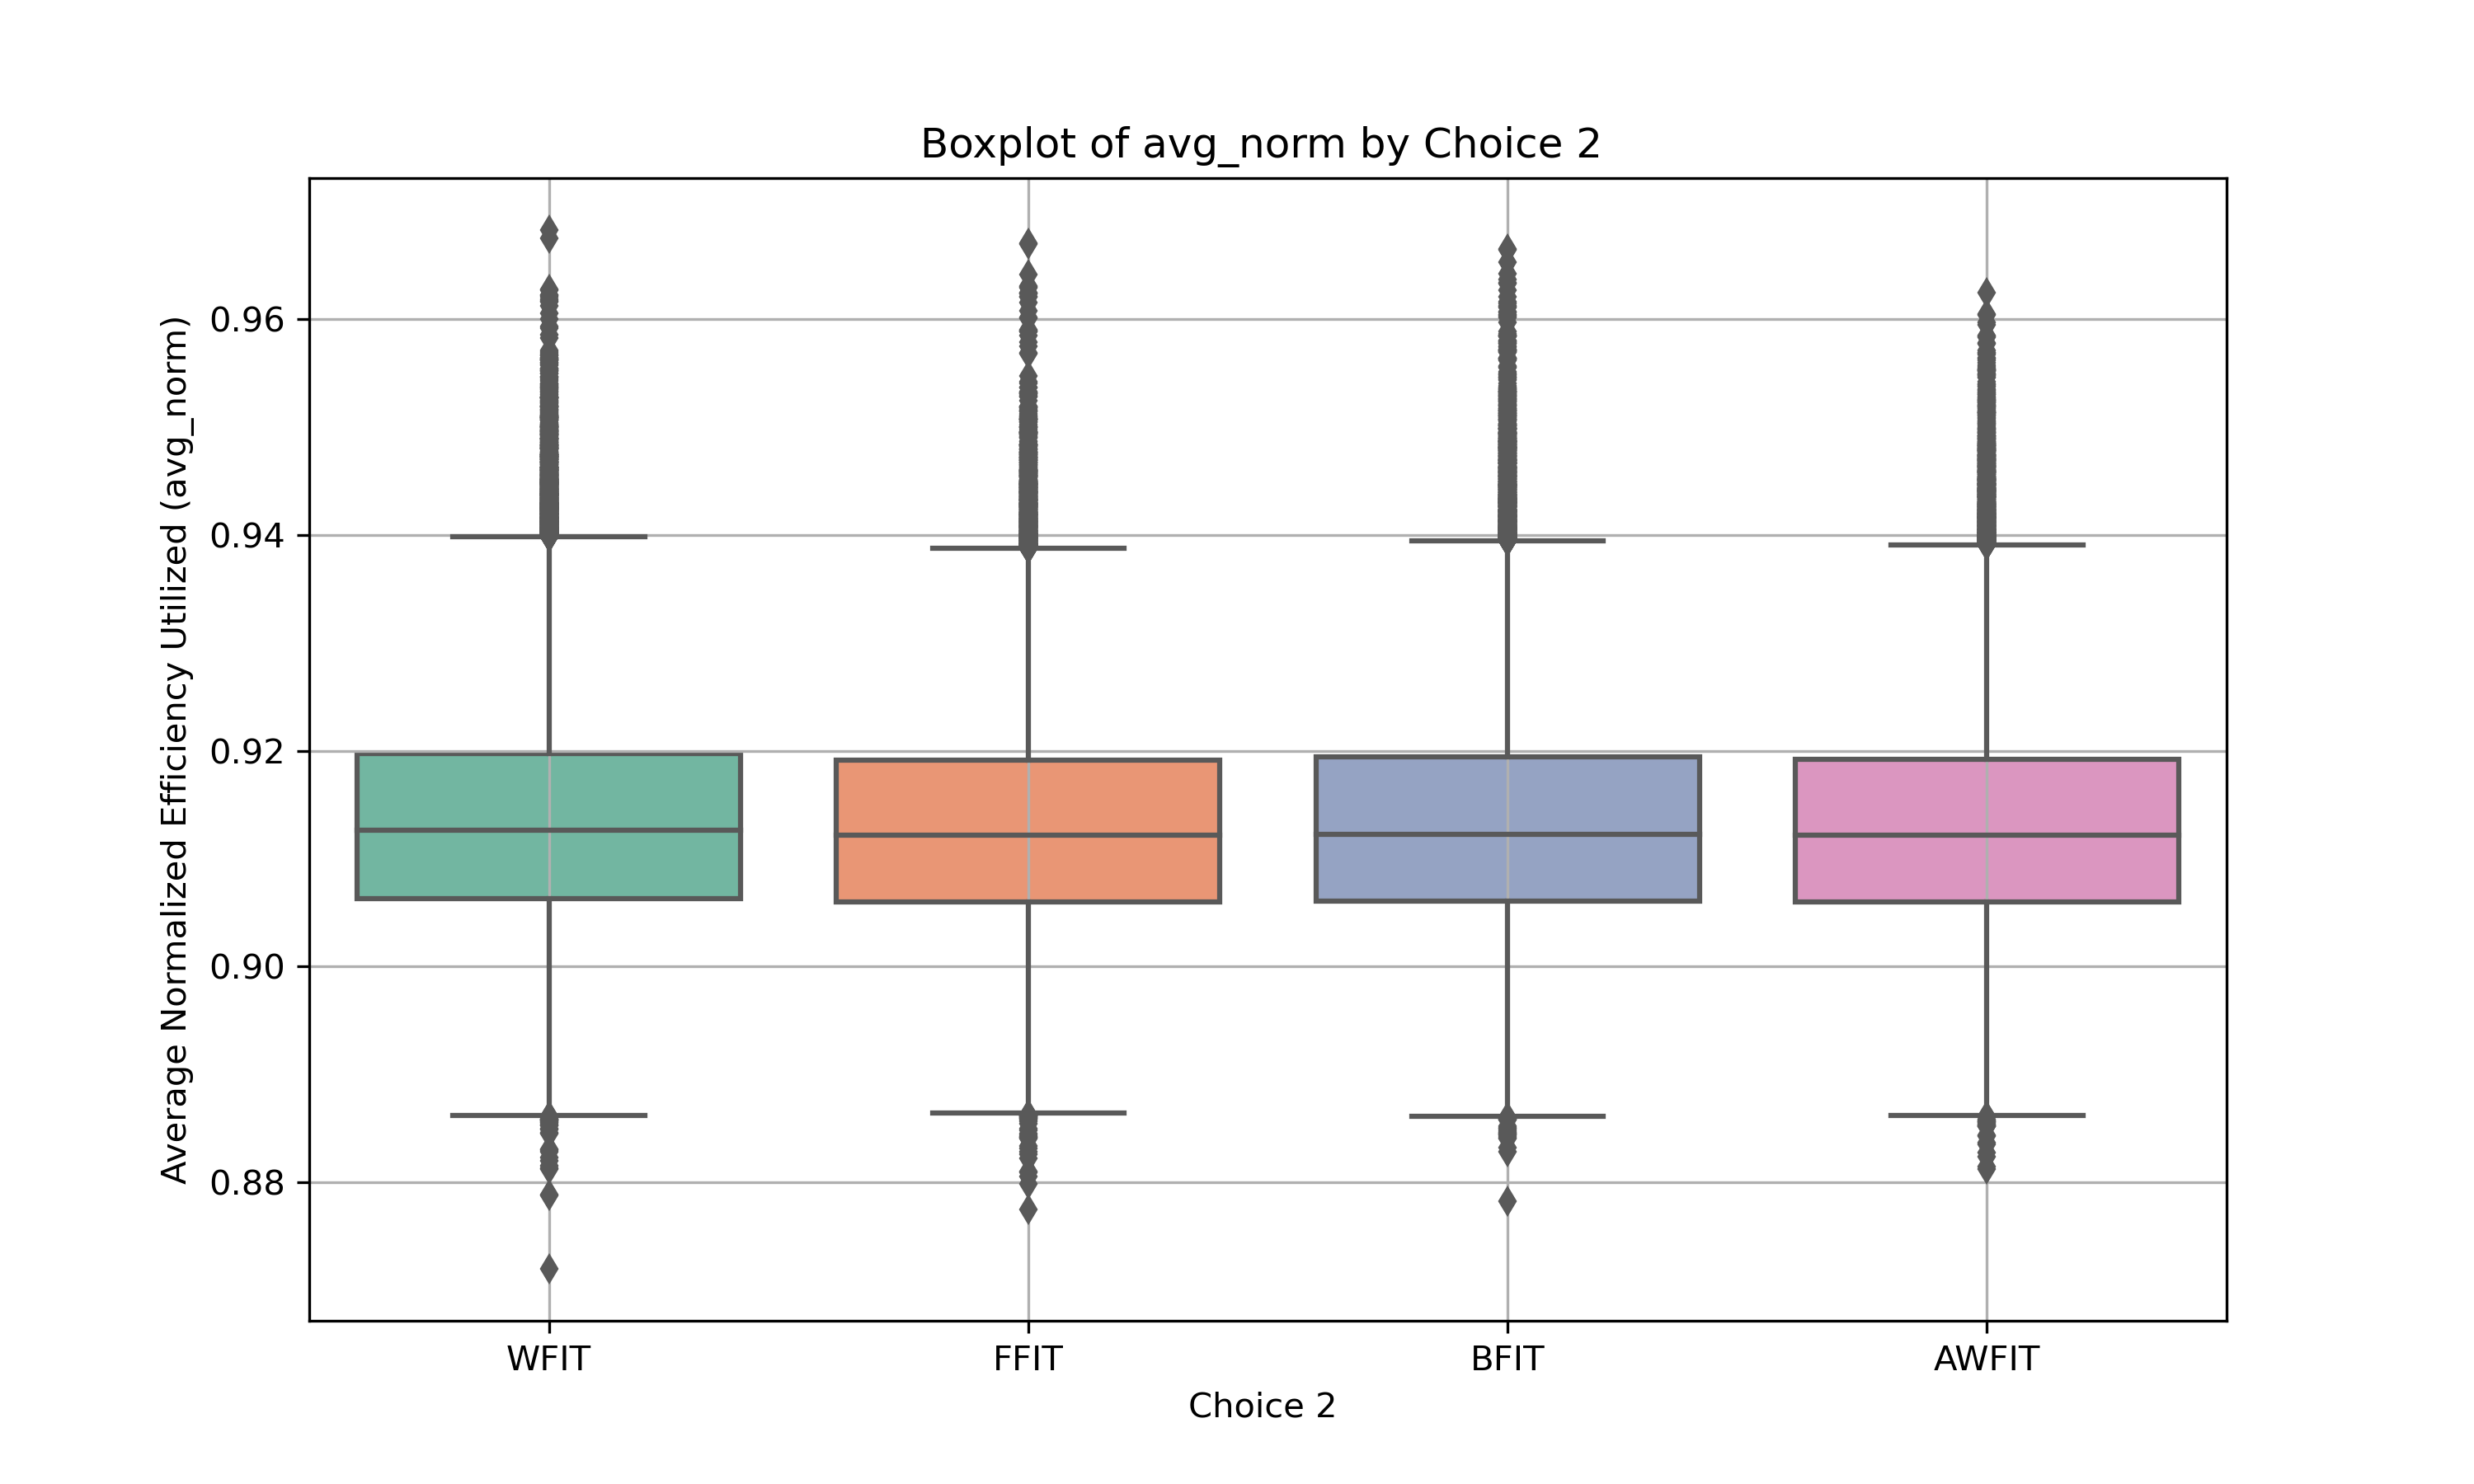 Boxplot of avg_norm by Choice 2
Average Normalized Efficiency Utilized (avg_norm)
0.96
0.94
0.92
0.90
0.88
WFIT FFIT BFIT AWFIT
Choice 2